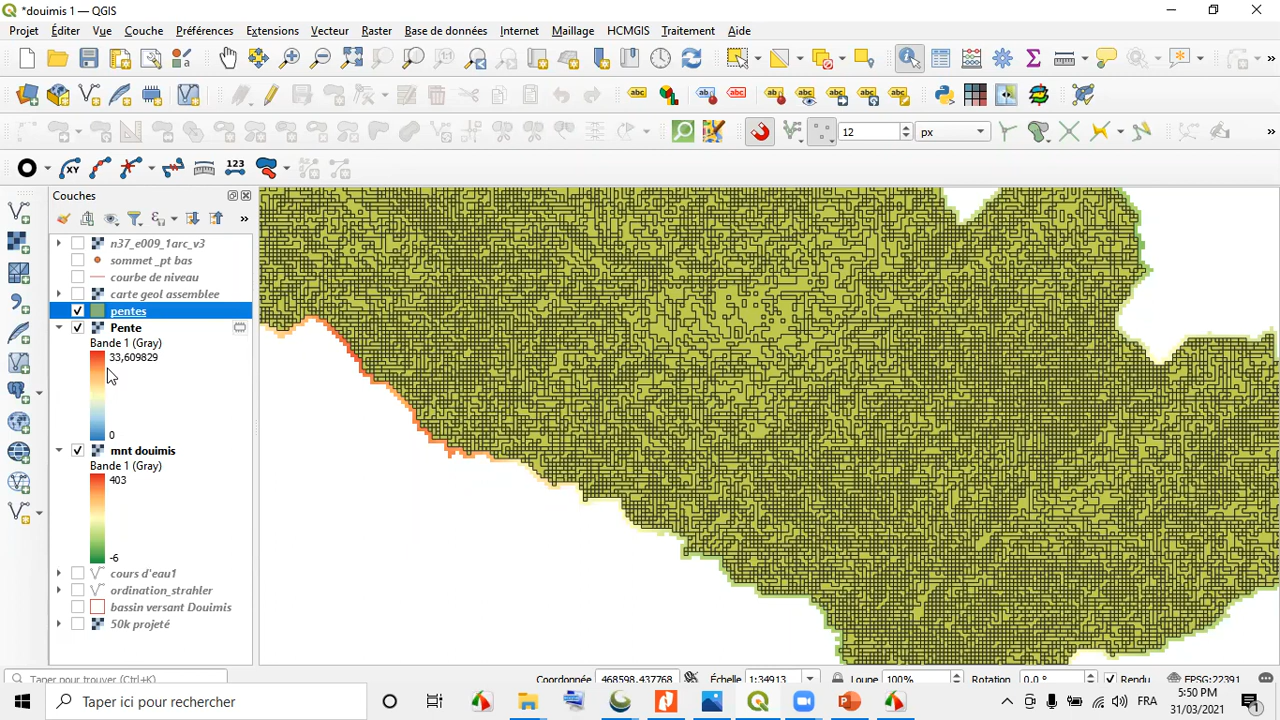 *douimis 1 — QGIS
Projet Éditer Vue Couche Préférences Extensions Vecteur Raster Base de données Internet Maillage HCMGIS Traitement Aide
12 px
123
Couches
n37_e009_1arc_v3
sommet _pt bas
courbe de niveau
carte geol assemblee
pentes
Pente
Bande 1 (Gray)
33,609829
0
mnt douimis
Bande 1 (Gray)
403
-6
cours d'eau1
ordination_strahler
bassin versant Douimis
50k projeté
Taper pour trouver (Ctrl+K) Coordonnée 468598,437768 Échelle 1:34913 Loupe 100% Rotation 0,0 ° Rendu EPSG:22391
Taper ici pour rechercher FRA 5:50 PM
31/03/2021